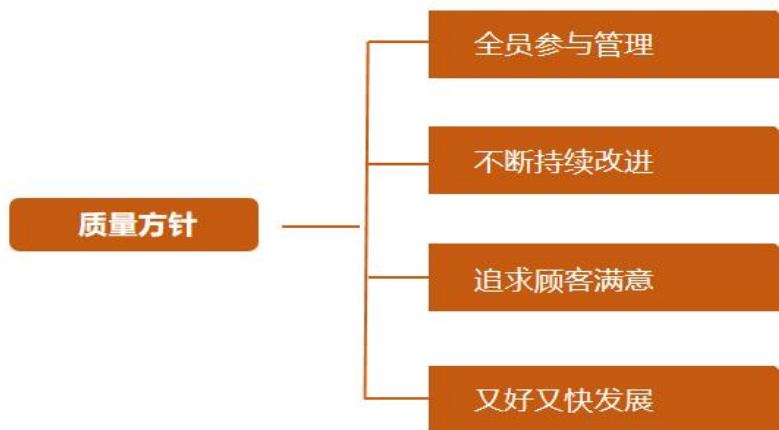 质量方针
全员参与管理
不断持续改进
追求顾客满意
又好又快发展